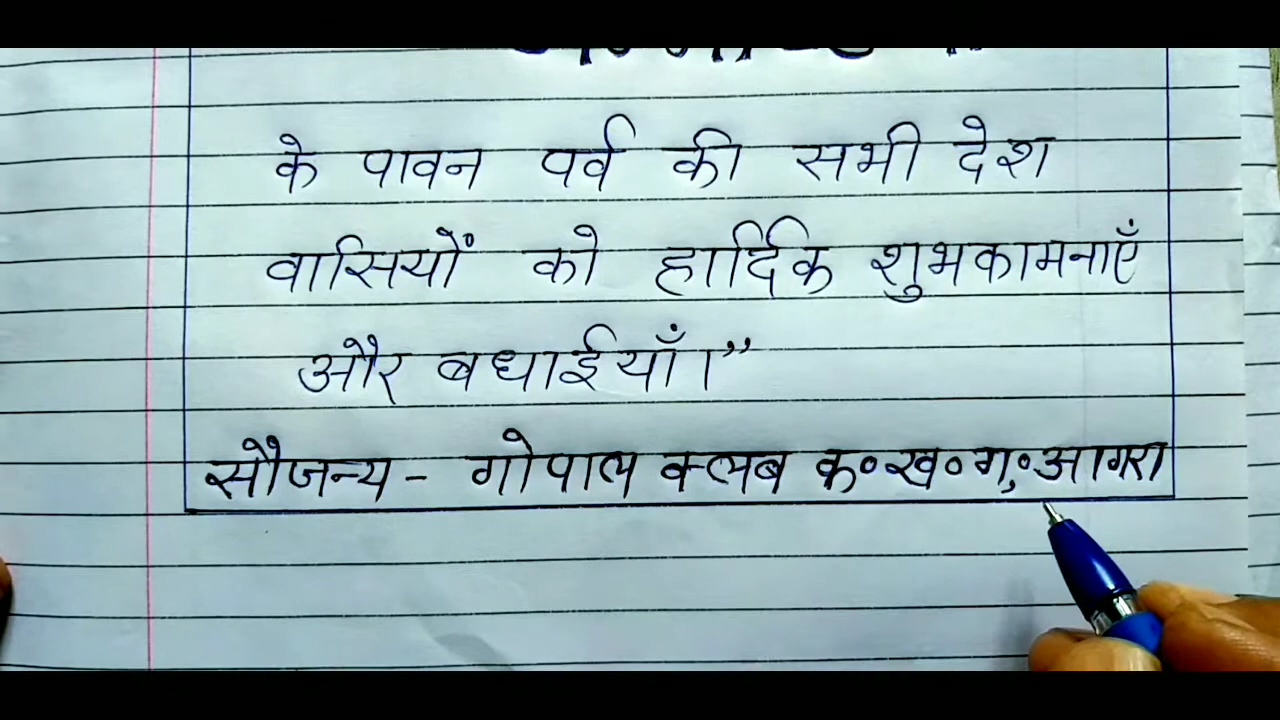 के पावन पर्व की सभी देश
वासियों को हार्दिक शुभकामनाएँ
और बधाईयाँ।”
सौजन्य - गोपाल क्लब क॰ख॰ग॰, आगरा